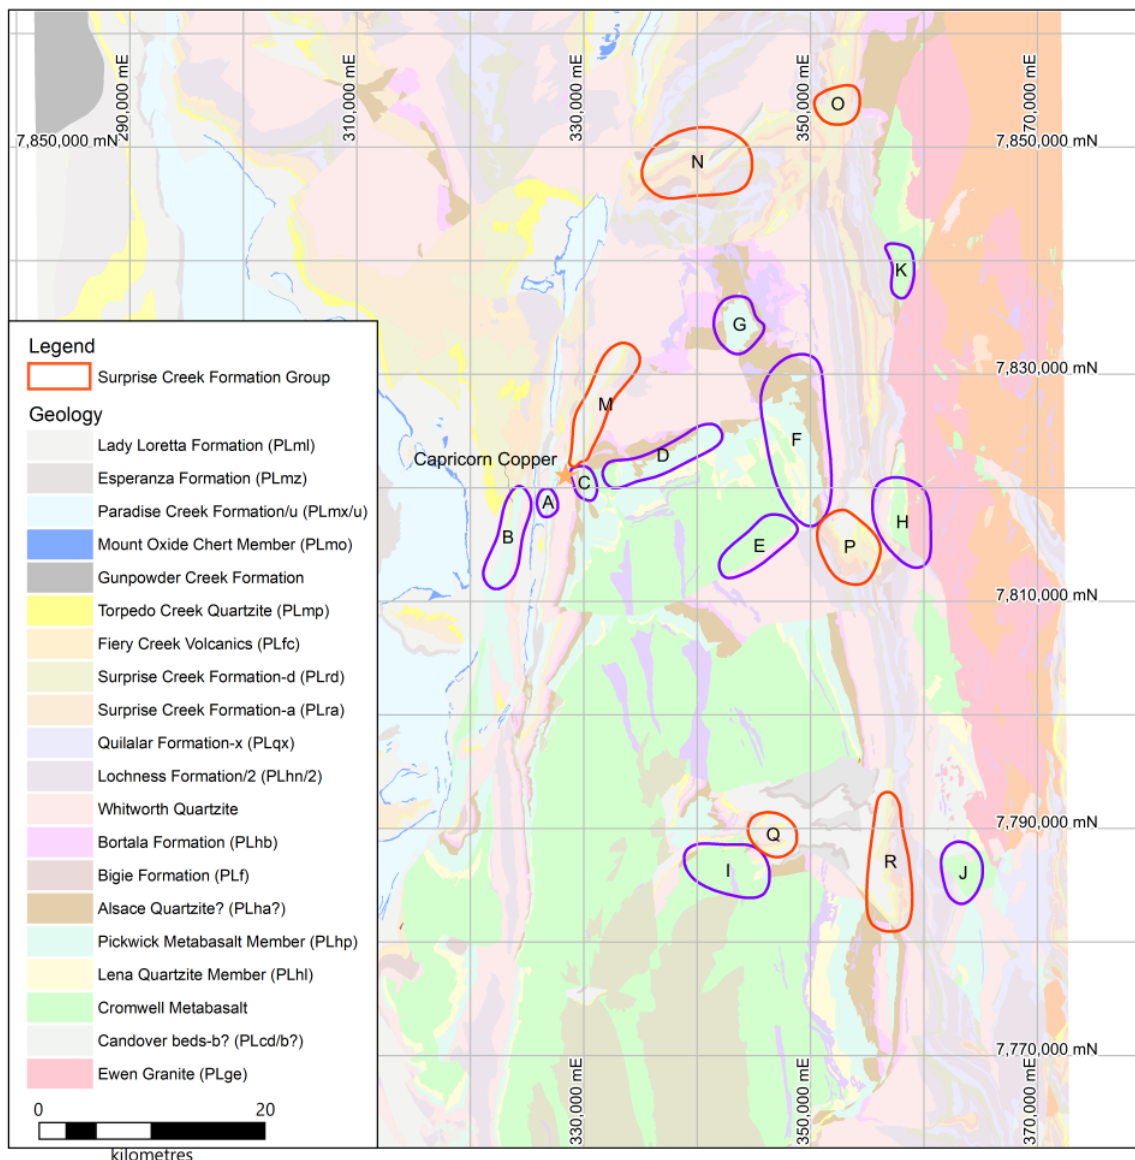 290,000 mE
310,000 mE
330,000 mE
350,000 mE
370,000 mE
7,850,000 mN
7,850,000 mN
O
N
K
G
7,830,000 mN
M
F
D
Capricorn Copper
C
A
B
H
E
P
7,810,000 mN
7,790,000 mN
Q
R
I
J
7,770,000 mN
330,000 mE
350,000 mE
370,000 mE
Legend
Surprise Creek Formation Group
Geology
Lady Loretta Formation (PLml)
Esperanza Formation (PLmz)
Paradise Creek Formation/u (PLmx/u)
Mount Oxide Chert Member (PLmo)
Gunpowder Creek Formation
Torpedo Creek Quartzite (PLmp)
Fiery Creek Volcanics (PLfc)
Surprise Creek Formation-d (PLrd)
Surprise Creek Formation-a (PLra)
Quilalar Formation-x (PLqx)
Lochness Formation/2 (PLhn/2)
Whitworth Quartzite
Bortala Formation (PLhb)
Bigie Formation (PLf)
Alsace Quartzite? (PLha?)
Pickwick Metabasalt Member (PLhp)
Lena Quartzite Member (PLhl)
Cromwell Metabasalt
Candover beds-b? (PLcd/b?)
Ewen Granite (PLge)
0 20
kilometres